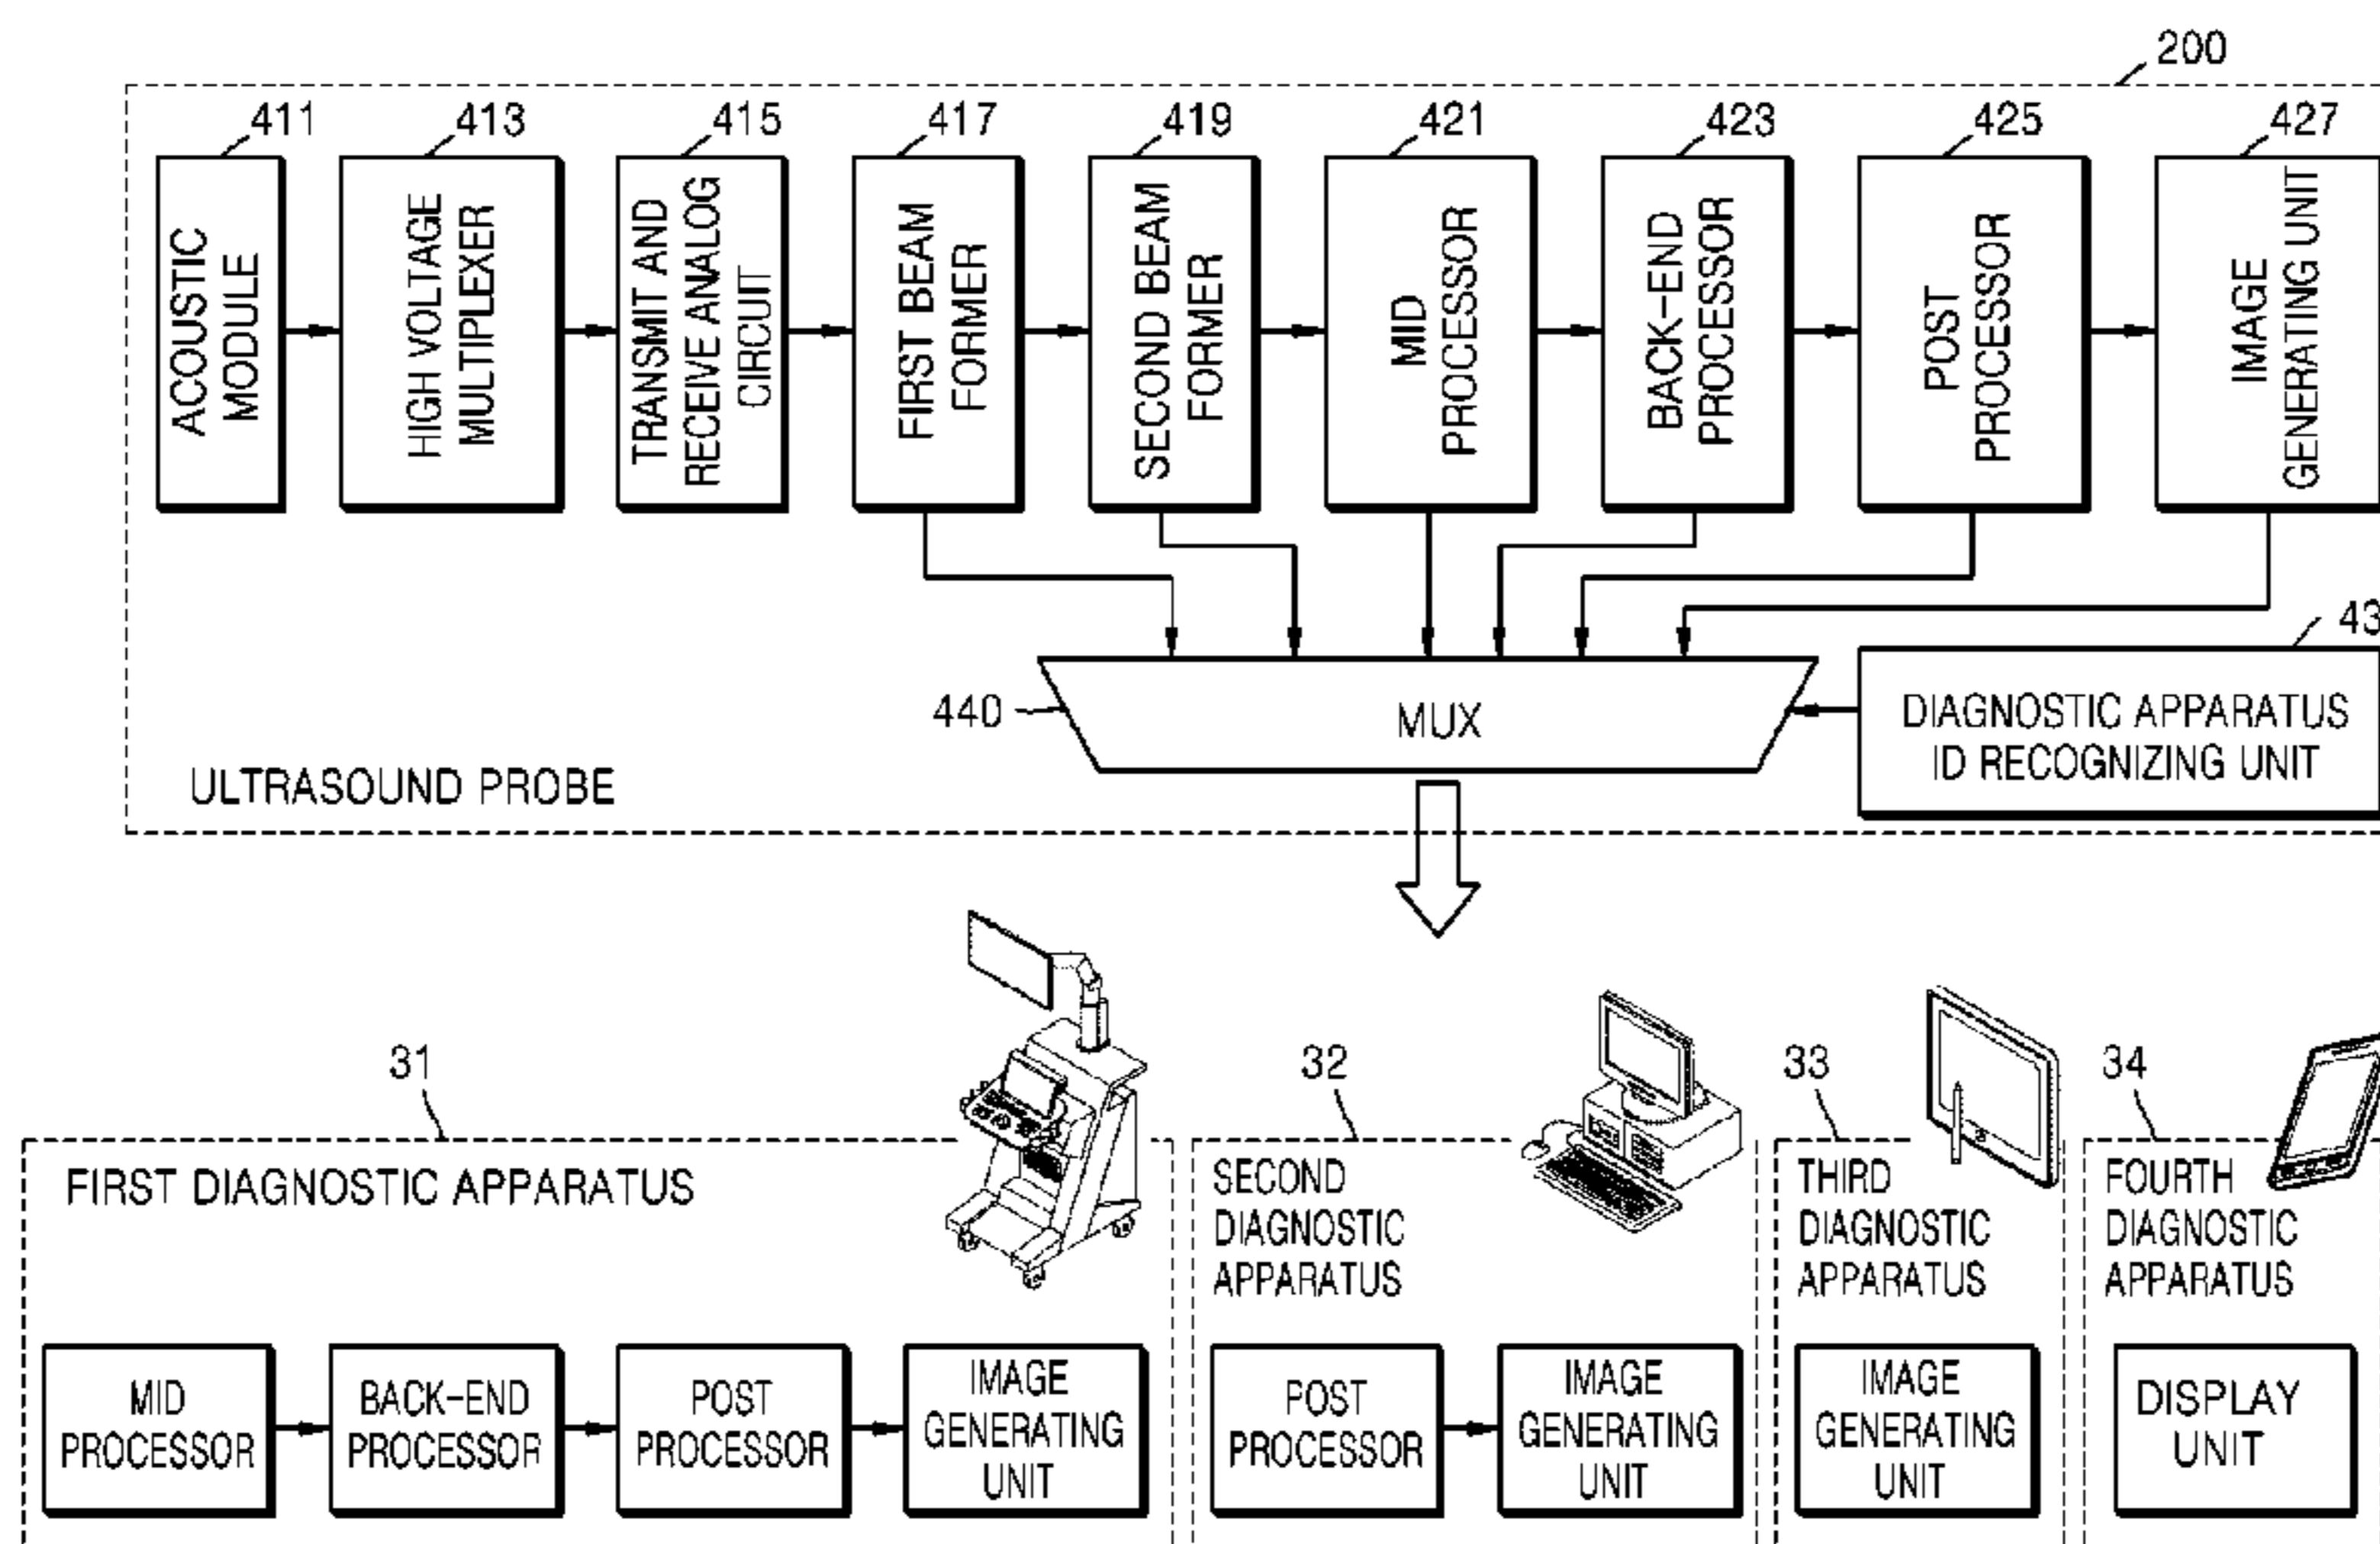 200
411
413
415
417
419
421
423
425
427
ACOUSTIC
MODULE
HIGH VOLTAGE
MULTIPLEXER
TRANSMIT AND
RECEIVE ANALOG
CIRCUIT
FIRST BEAM
FORMER
SECOND BEAM
FORMER
MID
PROCESSOR
BACK-END
PROCESSOR
POST
PROCESSOR
IMAGE
GENERATING UNIT
43
440
MUX
DIAGNOSTIC APPARATUS
ID RECOGNIZING UNIT
ULTRASOUND PROBE
31
32
33
34
FIRST DIAGNOSTIC APPARATUS
SECOND
DIAGNOSTIC
APPARATUS
THIRD
DIAGNOSTIC
APPARATUS
FOURTH
DIAGNOSTIC
APPARATUS
MID
PROCESSOR
BACK-END
PROCESSOR
POST
PROCESSOR
IMAGE
GENERATING
UNIT
POST
PROCESSOR
IMAGE
GENERATING
UNIT
IMAGE
GENERATING
UNIT
DISPLAY
UNIT